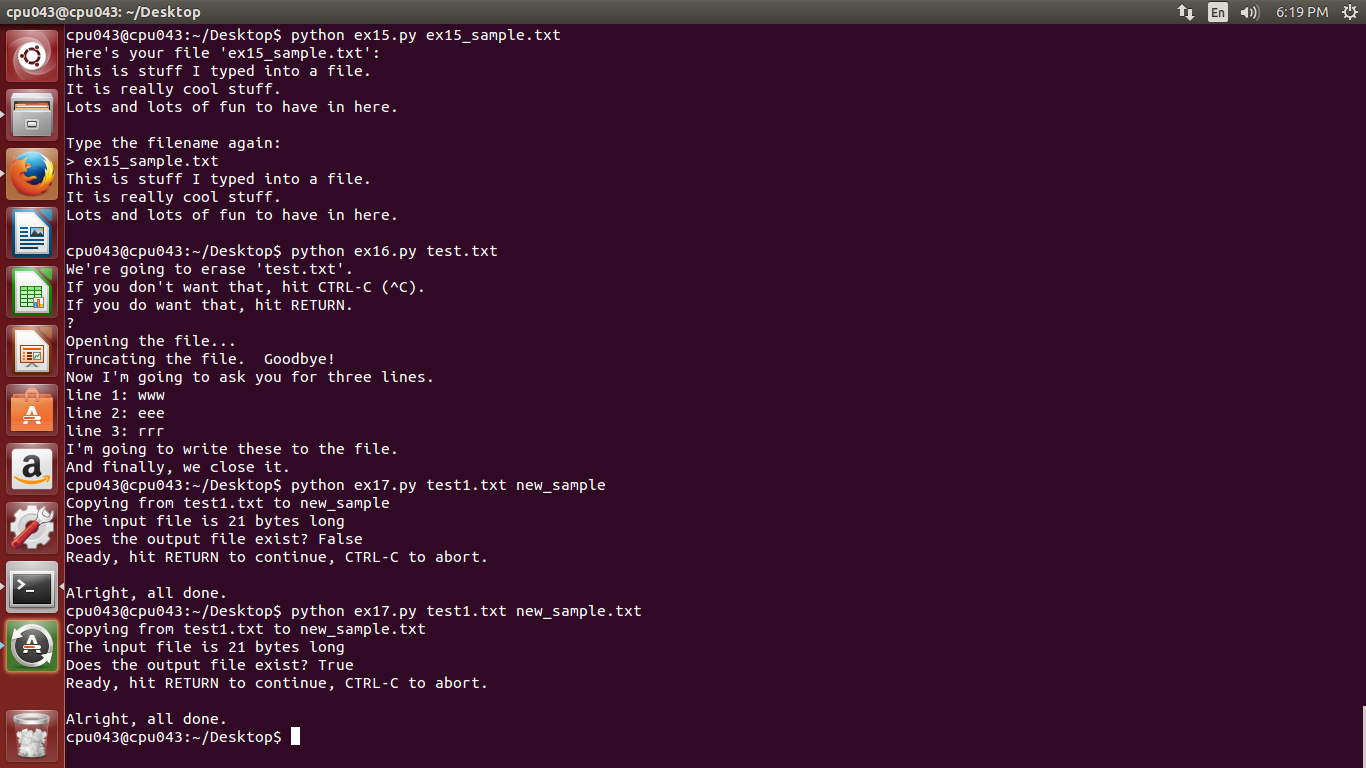 cpu043@cpu043: ~/Desktop
En
6:19 PM
cpu043@cpu043:~/Desktop$ python ex15.py ex15_sample.txt
Here's your file 'ex15_sample.txt':
This is stuff I typed into a file.
It is really cool stuff.
Lots and lots of fun to have in here.
Type the filename again:
> ex15_sample.txt
This is stuff I typed into a file.
It is really cool stuff.
Lots and lots of fun to have in here.
cpu043@cpu043:~/Desktop$ python ex16.py test.txt
We're going to erase 'test.txt'.
If you don't want that, hit CTRL-C (^C).
If you do want that, hit RETURN.
?
Opening the file...
Truncating the file.  Goodbye!
Now I'm going to ask you for three lines.
line 1: www
line 2: eee
line 3: rrr
I'm going to write these to the file.
And finally, we close it.
cpu043@cpu043:~/Desktop$ python ex17.py test1.txt new_sample
Copying from test1.txt to new_sample
The input file is 21 bytes long
Does the output file exist? False
Ready, hit RETURN to continue, CTRL-C to abort.
Alright, all done.
cpu043@cpu043:~/Desktop$ python ex17.py test1.txt new_sample.txt
Copying from test1.txt to new_sample.txt
The input file is 21 bytes long
Does the output file exist? True
Ready, hit RETURN to continue, CTRL-C to abort.
Alright, all done.
cpu043@cpu043:~/Desktop$